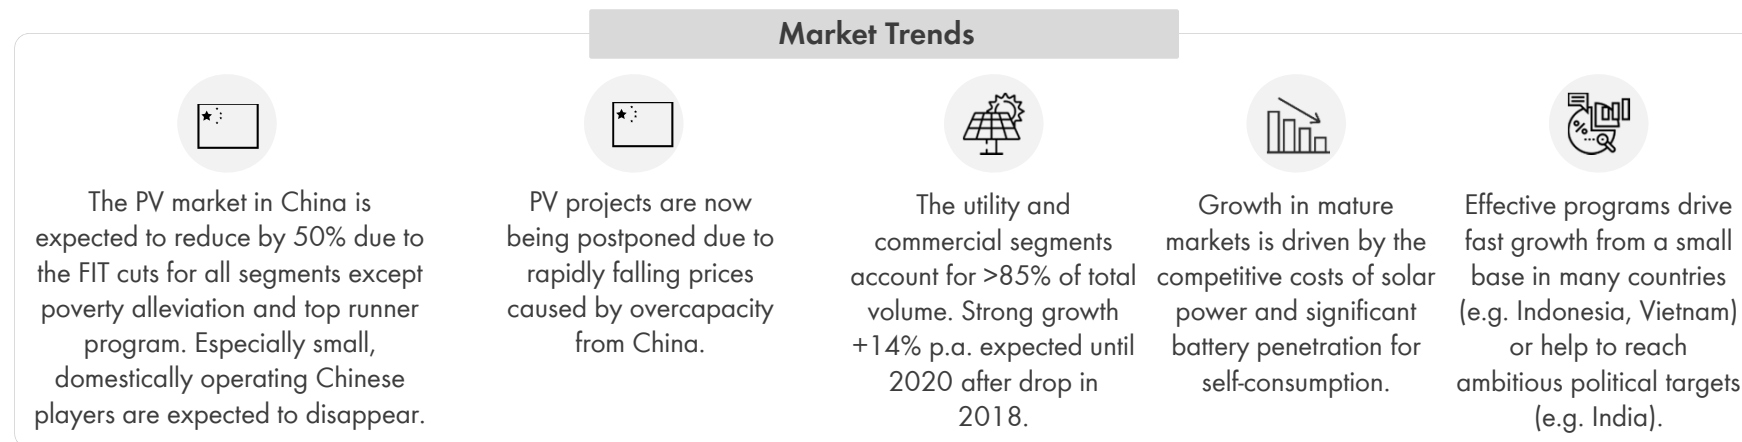 Market Trends
The PV market in China is
expected to reduce by 50% due to
the FIT cuts for all segments except
poverty alleviation and top runner
program. Especially small,
domestically operating Chinese
players are expected to disappear.
PV projects are now
being postponed due to
rapidly falling prices
caused by overcapacity
from China.
The utility and
commercial segments
account for >85% of total
volume. Strong growth
+14% p.a. expected until
2020 after drop in
2018.
Growth in mature
markets is driven by the
competitive costs of solar
power and significant
battery penetration for
self-consumption.
%
Effective programs drive
fast growth from a small
base in many countries
(e.g. Indonesia, Vietnam)
or help to reach
ambitious political targets
(e.g. India).